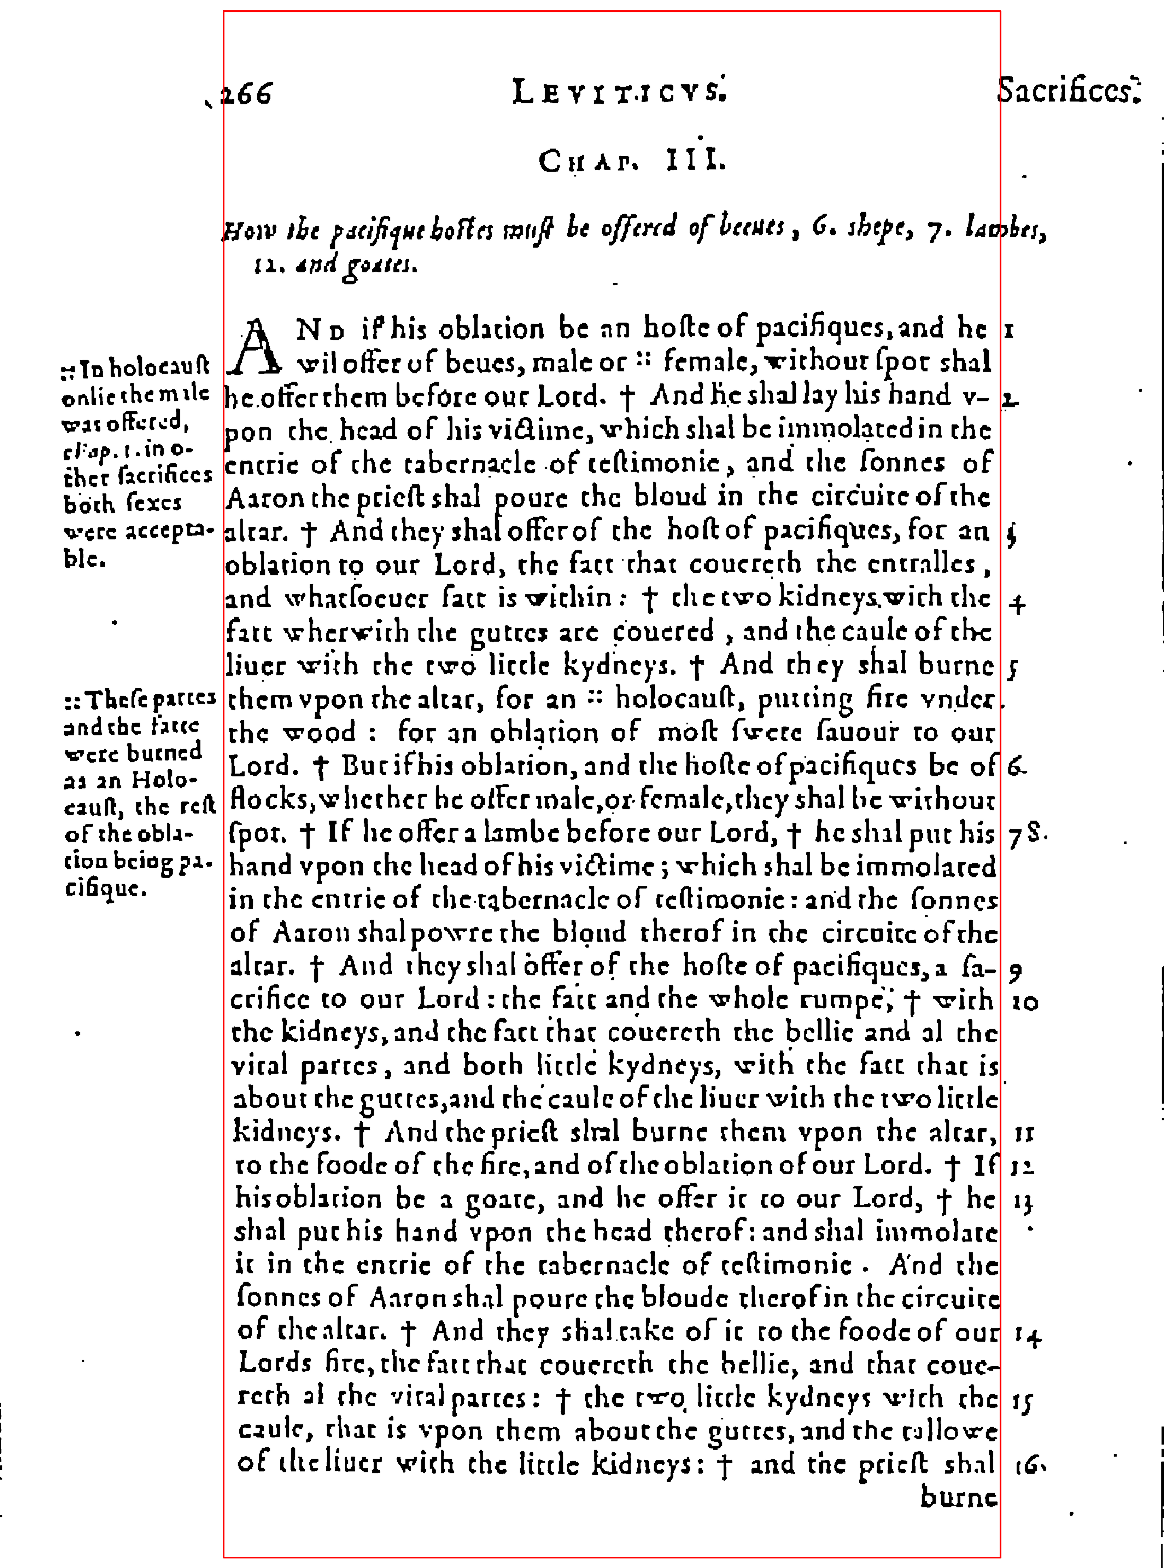 266 LEVITICVS. Sacrifices.
CHAP. III.
How the pacifique hostes must be offered of beeues, 6. shepe, 7. lambes,
12. and goates.
AND if his oblation be an hoſte of pacifiques, and he 1
wil offer of beues, male or :: female, without ſpot shal
he offer them before our Lord. † And he shal lay his hand v- 2
pon the head of his victime, which shal be immolated in the
entrie of the tabernacle of teſtimonie, and the ſonnes of
Aaron the prieſt shal poure the bloud in the circuite of the
altar. † And they shal offer of the hoſt of pacifiques, for an 3
oblation to our Lord, the fatt that couereth the entralles,
and whatſoeuer fatt is within: † the two kidneys with the 4
fatt wherwith the guttes are couered, and the caule of the
liuer with the two little kydneys. † And they shal burne 5
them vpon the altar, for an :: holocauſt, putting fire vnder
the wood : for an oblation of moſt ſwete ſauour to our
Lord. † But if his oblation, and the hoſte of pacifiques be of 6
flocks, whether he offer male, or female, they shal be without
ſpot. † If he offer a lambe before our Lord, † he shal put his 7 8.
hand vpon the head of his victime; which shal be immolated
in the entrie of the tabernacle of teſtimonie: and the ſonnes
of Aaron shal powre the bloud therof in the circuite of the
altar. † And they shal offer of the hoſte of pacifiques, a ſa- 9
crifice to our Lord: the fatt and the whole rumpe, † with 10
the kidneys, and the fatt that couereth the bellie and al the
vital partes, and both little kydneys, with the fatt that is
about the guttes, and the caule of the liuer with the two little
kidneys. † And the prieſt shal burne them vpon the altar, 11
to the foode of the fire, and of the oblation of our Lord. † If 12
his oblation be a goate, and he offer it to our Lord, † he 13
shal put his hand vpon the head therof: and shal immolate
it in the entrie of the tabernacle of teſtimonie. And the
ſonnes of Aaron shal poure the bloude therof in the circuite
of the altar. † And they shal take of it to the foode of our 14
Lords fire, the fatt that couereth the bellie, and that coue-
reth al the vital partes: † the two little kydneys with the 15
caule, that is vpon them about the guttes, and the tallowe
of the liuer with the little kidneys: † and the prieſt shal 16
burne
:: In holocauſt
onlie the male
was offered,
chap. 1. in o-
ther ſacrifices
both ſexes
were accepta-
ble.
:: Theſe partes
and the fatte
were burned
as an Holo-
cauſt, the reſt
of the obla-
tion being pa-
cifique.